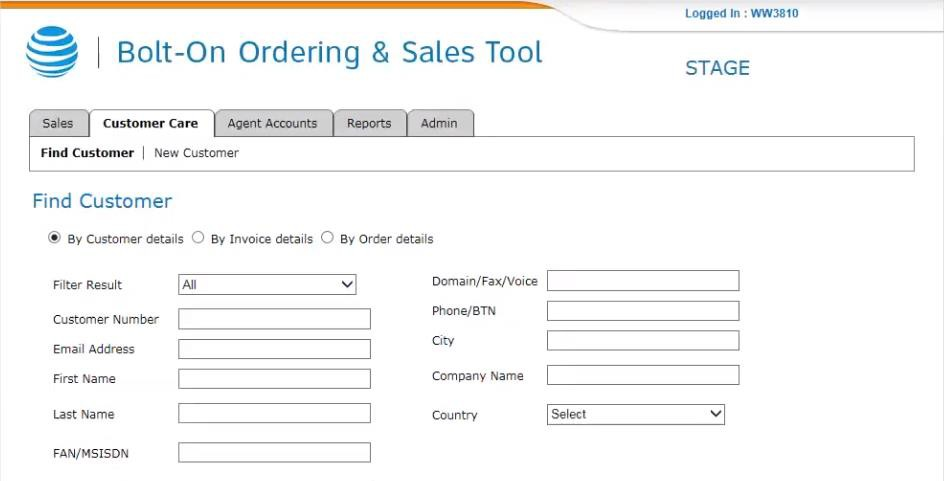 Logged In : WW3810
Bolt-On Ordering & Sales Tool
STAGE
Sales Customer Care Agent Accounts Reports Admin
Find Customer | New Customer
Find Customer
By Customer details By Invoice details By Order details
Filter Result All Domain/Fax/Voice
Customer Number Phone/BTN
Email Address City
First Name Company Name
Last Name Country Select
FAN/MSISDN